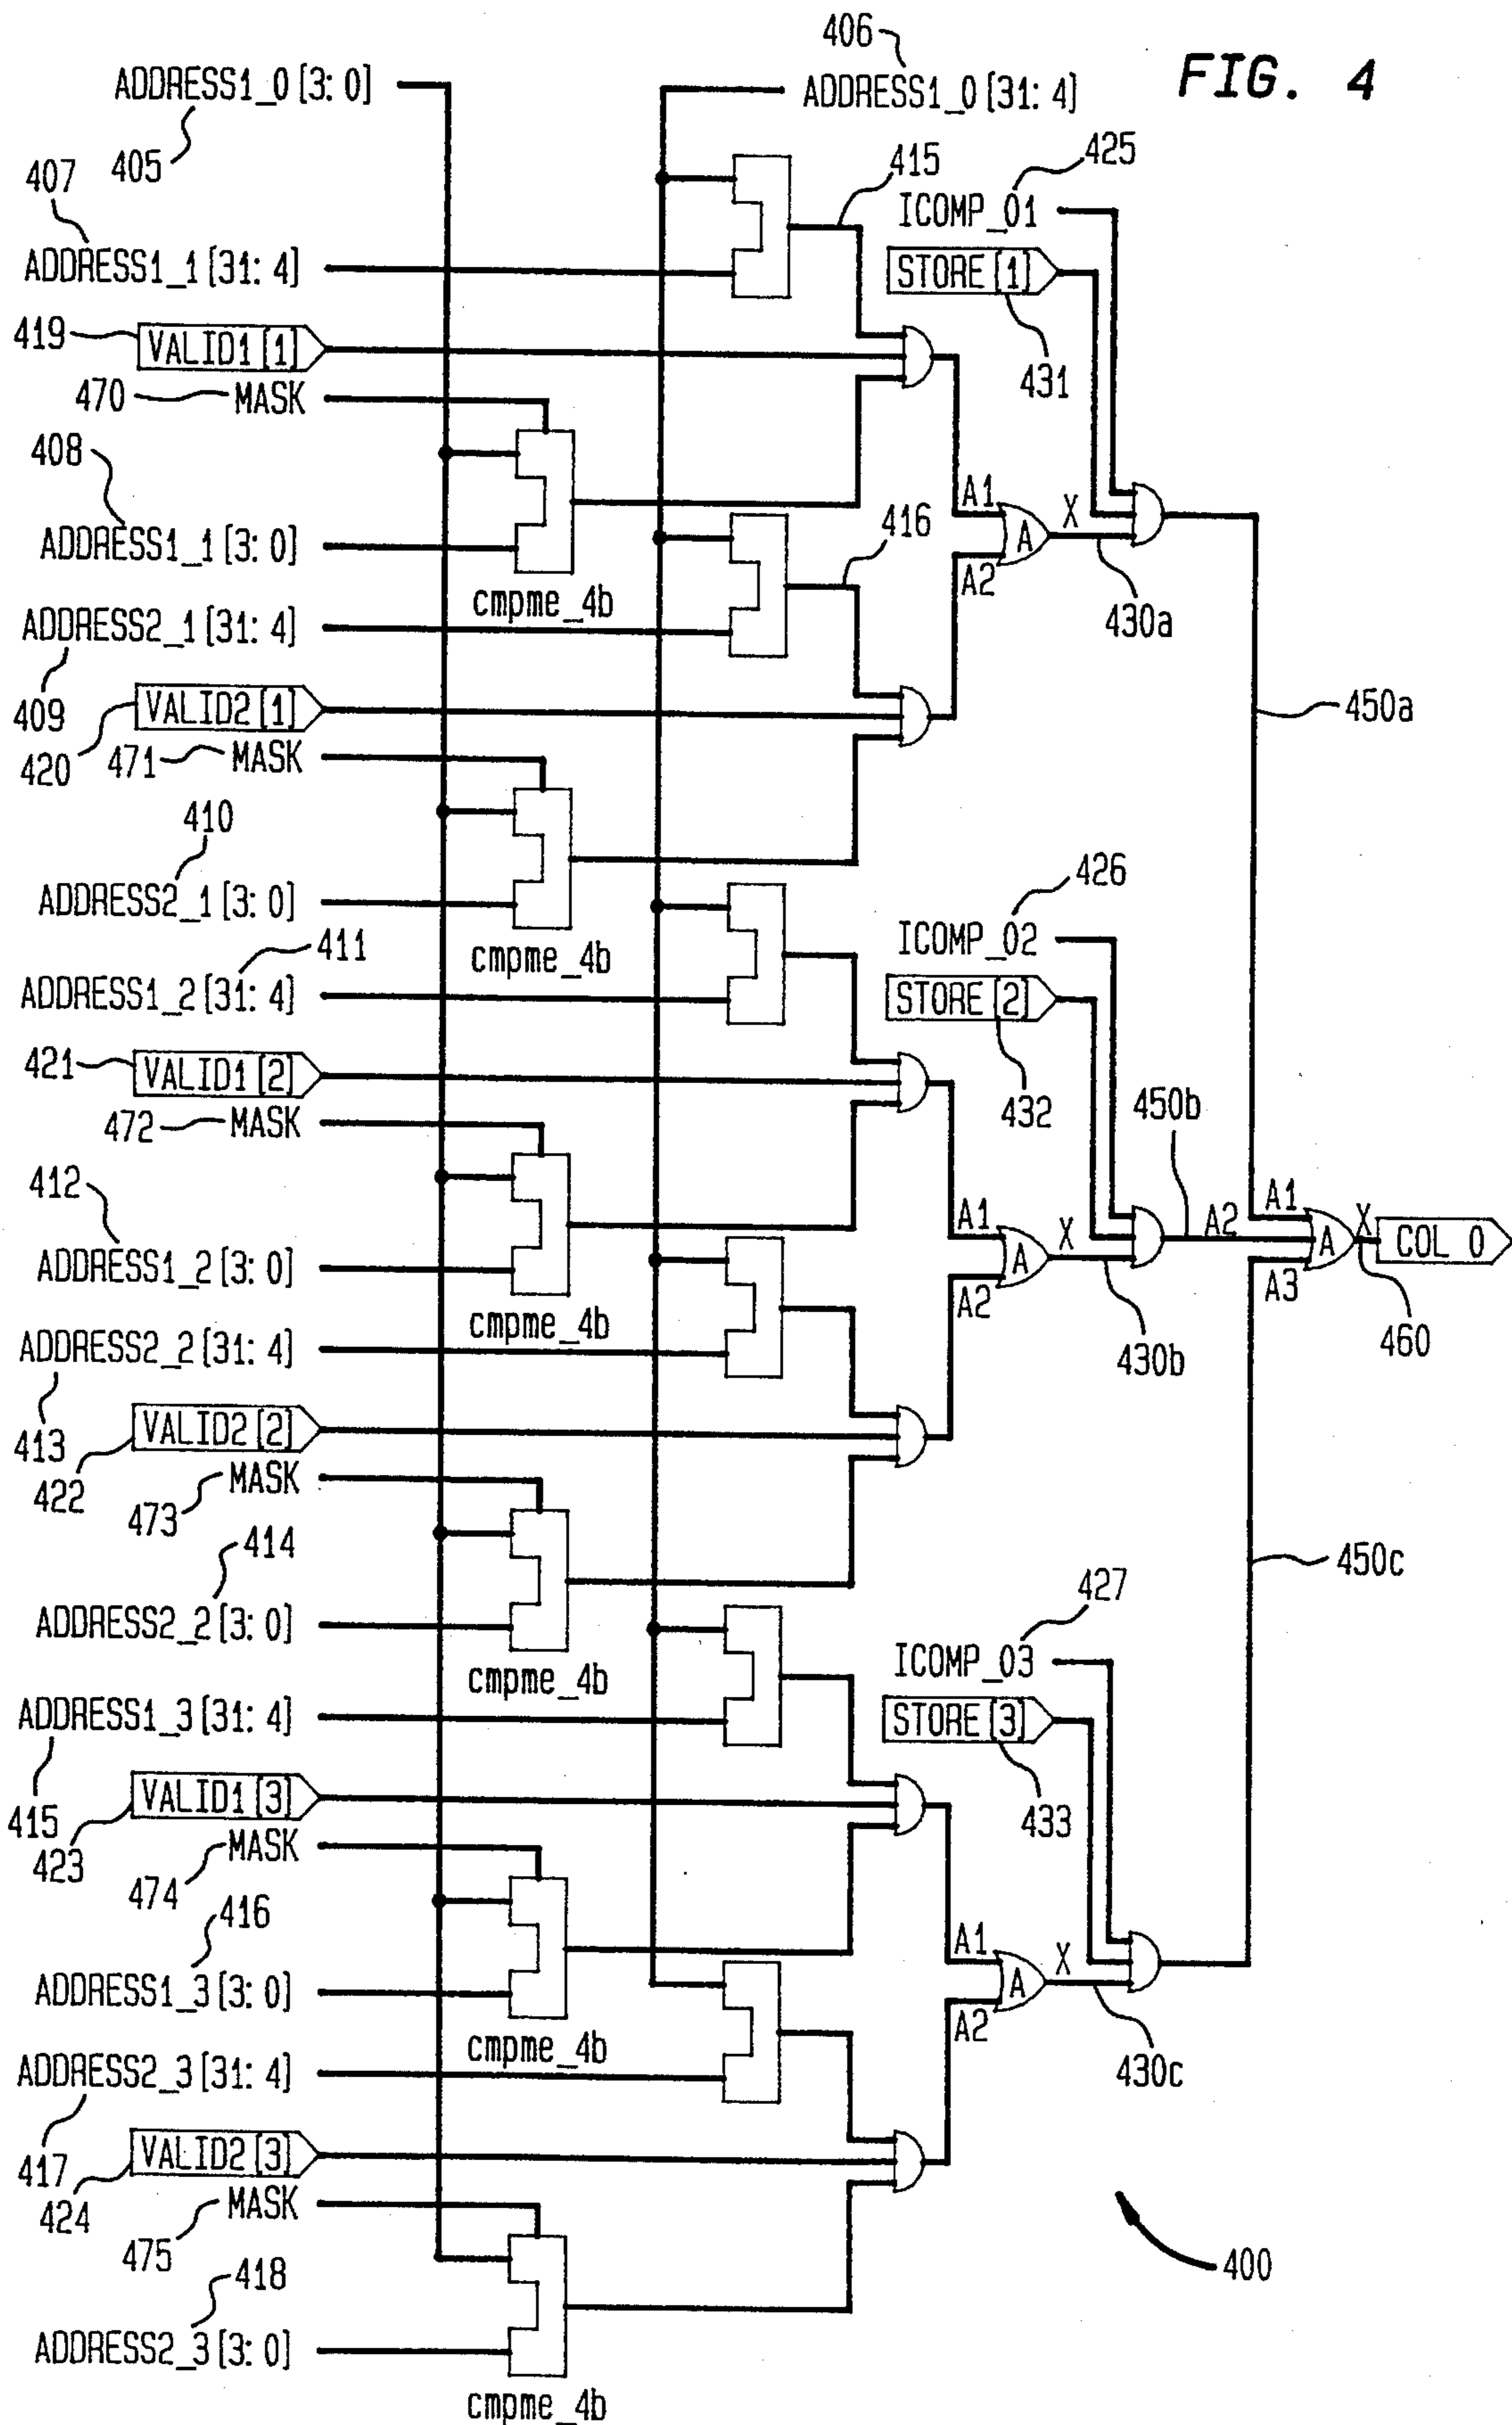 406
FIG. 4
ADDRESS1_0 [3: 0]
ADDRESS1_0 [31: 4]
405
407
415
425
ICOMP_01
ADDRESS1_1 [31: 4]
STORE [1]
419
VALID1 [1]
431
470
MASK
408
A1
X
416
A
ADDRESS1_1 [3: 0]
A2
cmpme_4b
ADDRESS2_1 [31: 4]
430a
409
VALID2 [1]
450a
420
471
MASK
410
426
ADDRESS2_1 [3: 0]
ICOMP_02
411
cmpme_4b
ADDRESS1_2 [31: 4]
STORE [2]
421
VALID1 [2]
432
450b
472
MASK
412
A1
X
A2
A1
X
COL 0
A
A
ADDRESS1_2 [3: 0]
A2
A3
cmpme_4b
ADDRESS2_2 [31: 4]
430b
460
413
VALID2 [2]
422
473
MASK
414
450c
427
ADDRESS2_2 [3: 0]
ICOMP_03
cmpme_4b
ADDRESS1_3 [31: 4]
STORE [3]
415
VALID1 [3]
433
423
MASK
474
416
A1
X
A
ADDRESS1_3 [3: 0]
A2
cmpme_4b
ADDRESS2_3 [31: 4]
430c
417
VALID2 [3]
424
MASK
475
400
418
ADDRESS2_3 [3: 0]
cmpme_4b